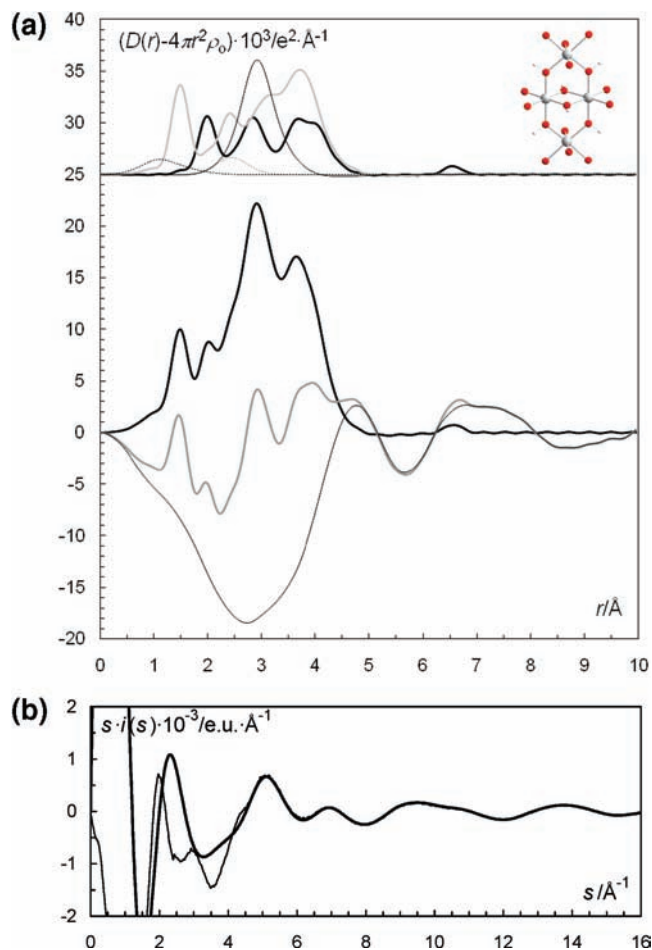 (a)
(D(r)-4πr²ρₒ)·10³/e²·Å⁻¹
40
35
30
25
20
15
10
5
0
-5
-10
-15
-20
r/Å
0 1 2 3 4 5 6 7 8 9 10
(b)
s·i(s)·10⁻³/e.u.·Å⁻¹
2
1
0
-1
-2
s/Å⁻¹
0 2 4 6 8 10 12 14 16